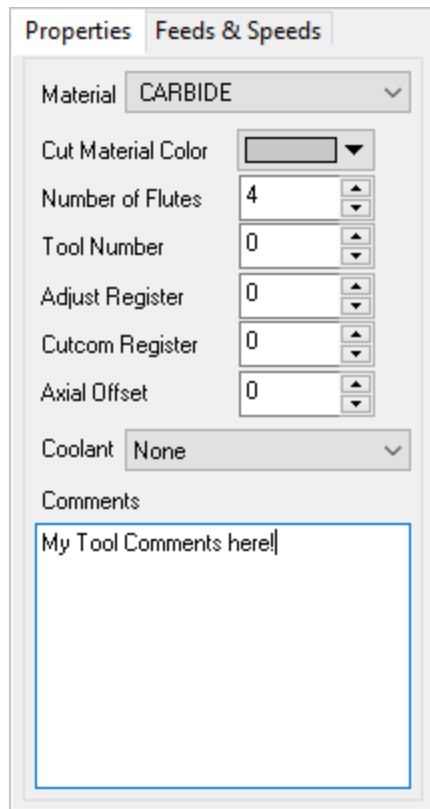 Properties Feeds & Speeds
Material CARBIDE
Cut Material Color
Number of Flutes 4
Tool Number 0
Adjust Register 0
Cutcom Register 0
Axial Offset 0
Coolant None
Comments
My Tool Comments here!